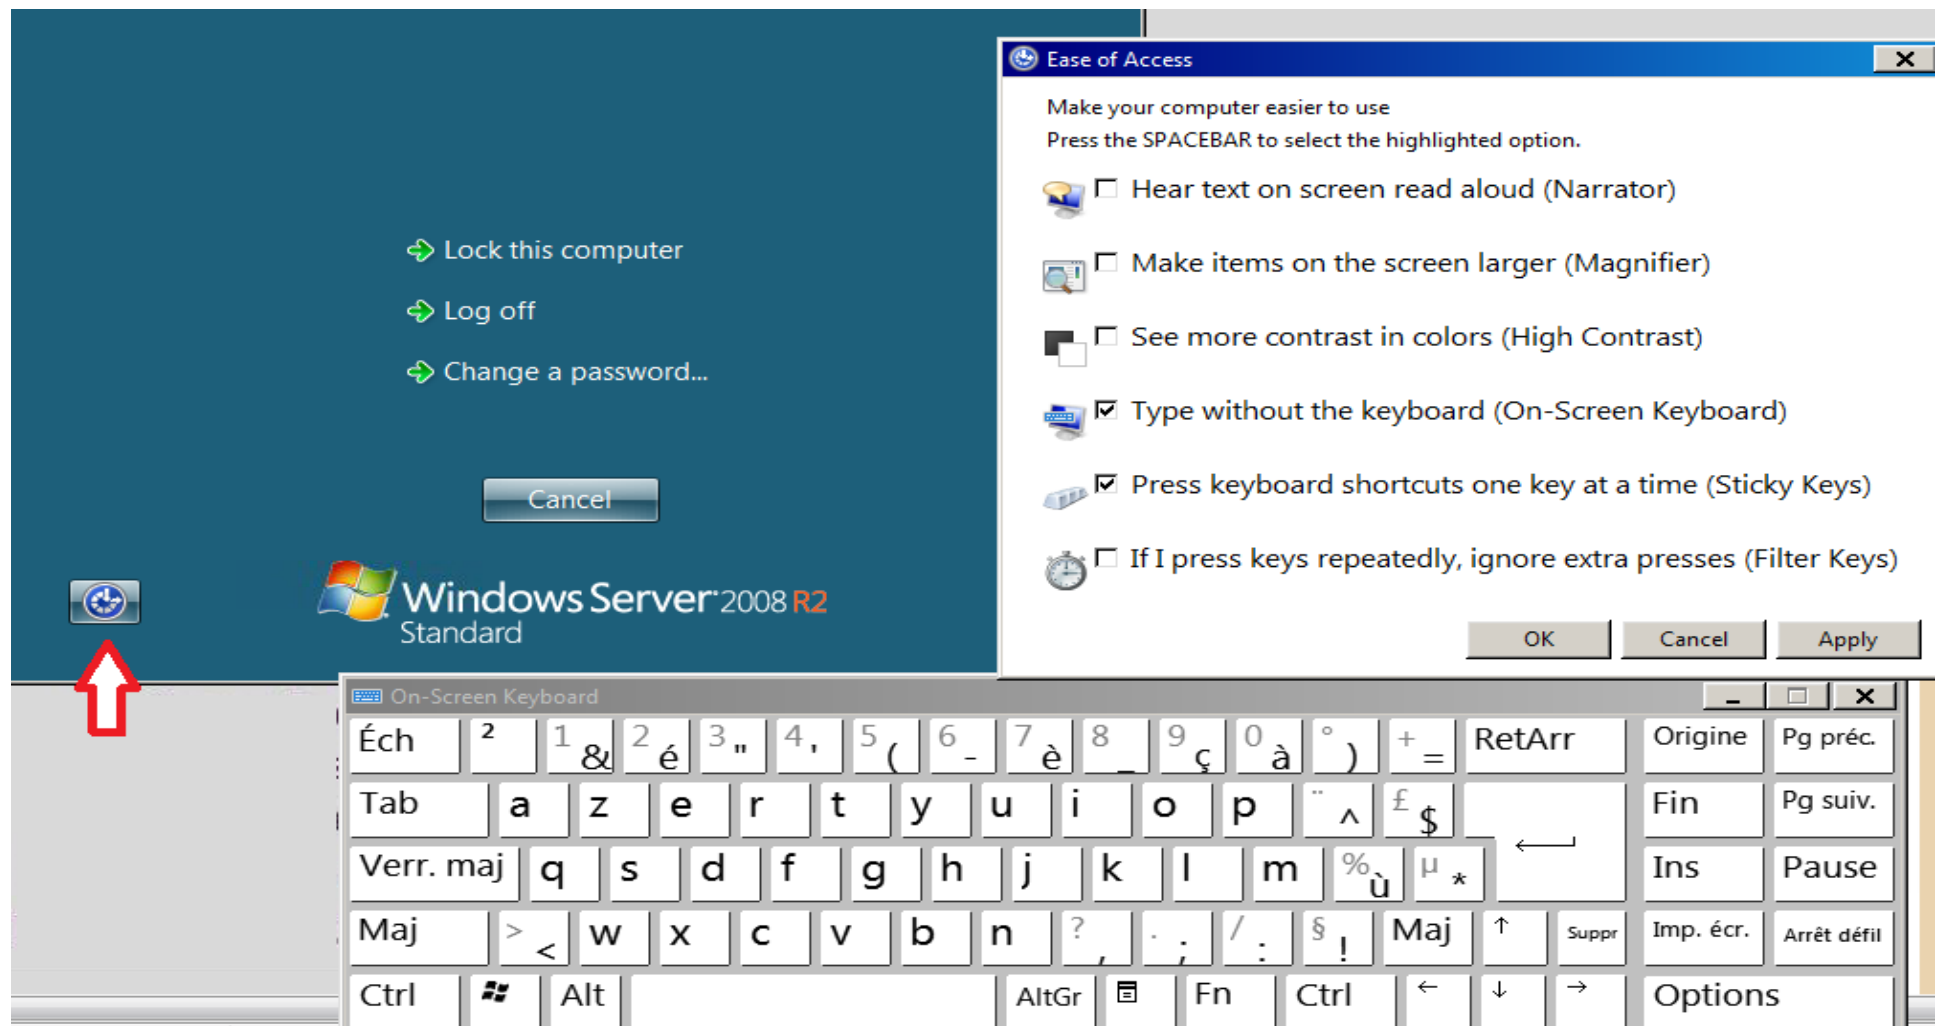 Lock this computer
Log off
Change a password...
Cancel
Windows Server 2008 R2
Standard
Ease of Access
Make your computer easier to use
Press the SPACEBAR to select the highlighted option.
Hear text on screen read aloud (Narrator)
Make items on the screen larger (Magnifier)
See more contrast in colors (High Contrast)
Type without the keyboard (On-Screen Keyboard)
Press keyboard shortcuts one key at a time (Sticky Keys)
If I press keys repeatedly, ignore extra presses (Filter Keys)
OK Cancel Apply
On-Screen Keyboard
Éch ² 1 & 2 é 3 " 4 ' 5 ( 6 - 7 è 8 _ 9 ç 0 à ° ) + = RetArr Origine Pg préc.
Tab a z e r t y u i o p ¨ ^ £ $ Fin Pg suiv.
Verr. maj q s d f g h j k l m % ù µ * Ins Pause
Maj > < w x c v b n ? , . ; / : § ! Maj ↑ Suppr Imp. écr. Arrêt défil
Ctrl Alt AltGr Fn Ctrl ← ↓ → Options